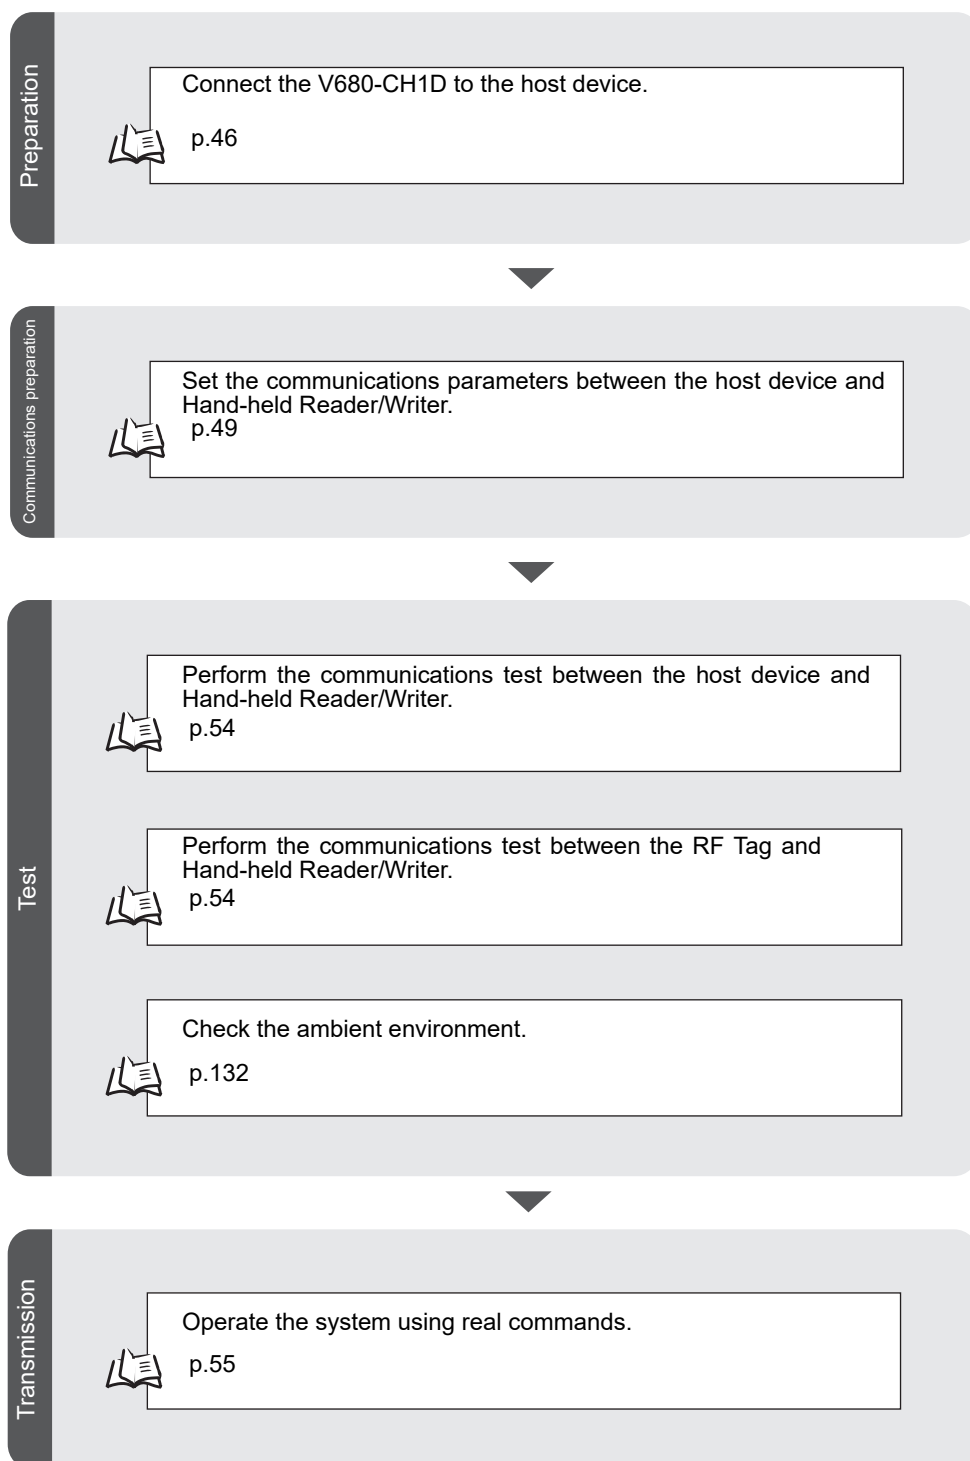 Preparation
Connect the V680-CH1D to the host device.
p.46
Communications preparation
Set the communications parameters between the host device and
Hand-held Reader/Writer.
p.49
Test
Perform the communications test between the host device and
Hand-held Reader/Writer.
p.54
Perform the communications test between the RF Tag and
Hand-held Reader/Writer.
p.54
Check the ambient environment.
p.132
Transmission
Operate the system using real commands.
p.55